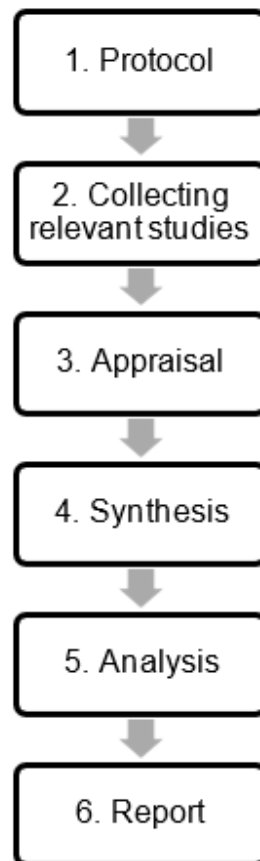 1. Protocol
2. Collecting
relevant studies
3. Appraisal
4. Synthesis
5. Analysis
6. Report